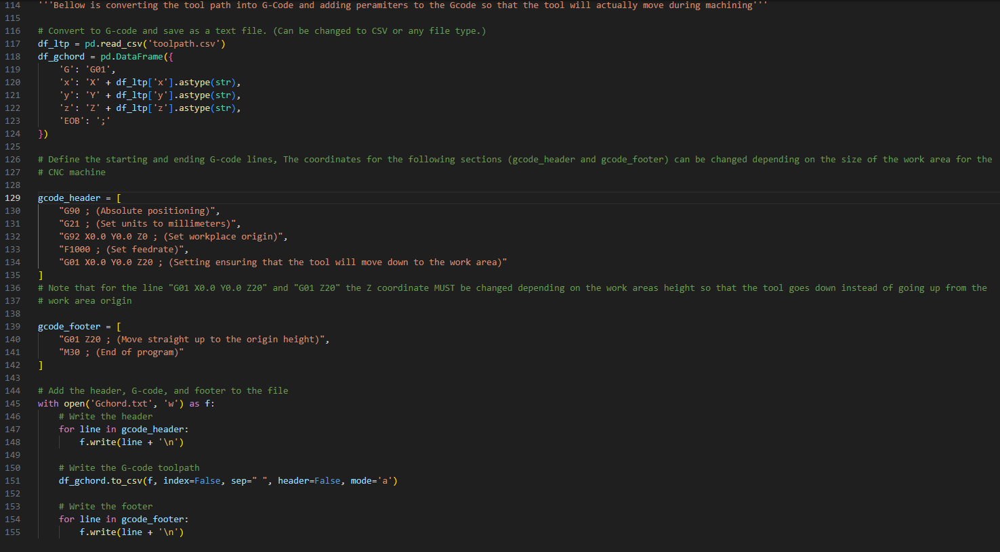 114 '''Bellow is converting the tool path into G-Code and adding peramiters to the Gcode so that the tool will actually move during machining'''
115
116 # Convert to G-code and save as a text file. (Can be changed to CSV or any file type.)
117 df_ltp = pd.read_csv('toolpath.csv')
118 df_gchord = pd.DataFrame({
119     'G': 'G01',
120     'x': 'X' + df_ltp['x'].astype(str),
121     'y': 'Y' + df_ltp['y'].astype(str),
122     'z': 'Z' + df_ltp['z'].astype(str),
123     'EOB': ';'
124 })
125
126 # Define the starting and ending G-code lines, The coordinates for the following sections (gcode_header and gcode_footer) can be changed depending on the size of the work area for the
127 # CNC machine
128
129 gcode_header = [
130     "G90 ; (Absolute positioning)",
131     "G21 ; (Set units to millimeters)",
132     "G92 X0.0 Y0.0 Z0 ; (Set workplace origin)",
133     "F1000 ; (Set feedrate)",
134     "G01 X0.0 Y0.0 Z20 ; (Setting ensuring that the tool will move down to the work area)"
135 ]
136 # Note that for the line "G01 X0.0 Y0.0 Z20" and "G01 Z20" the Z coordinate MUST be changed depending on the work areas height so that the tool goes down instead of going up from the
137 # work area origin
138
139 gcode_footer = [
140     "G01 Z20 ; (Move straight up to the origin height)",
141     "M30 ; (End of program)"
142 ]
143
144 # Add the header, G-code, and footer to the file
145 with open('Gchord.txt', 'w') as f:
146     # Write the header
147     for line in gcode_header:
148         f.write(line + '\n')
149
150     # Write the G-code toolpath
151     df_gchord.to_csv(f, index=False, sep=" ", header=False, mode='a')
152
153     # Write the footer
154     for line in gcode_footer:
155         f.write(line + '\n')